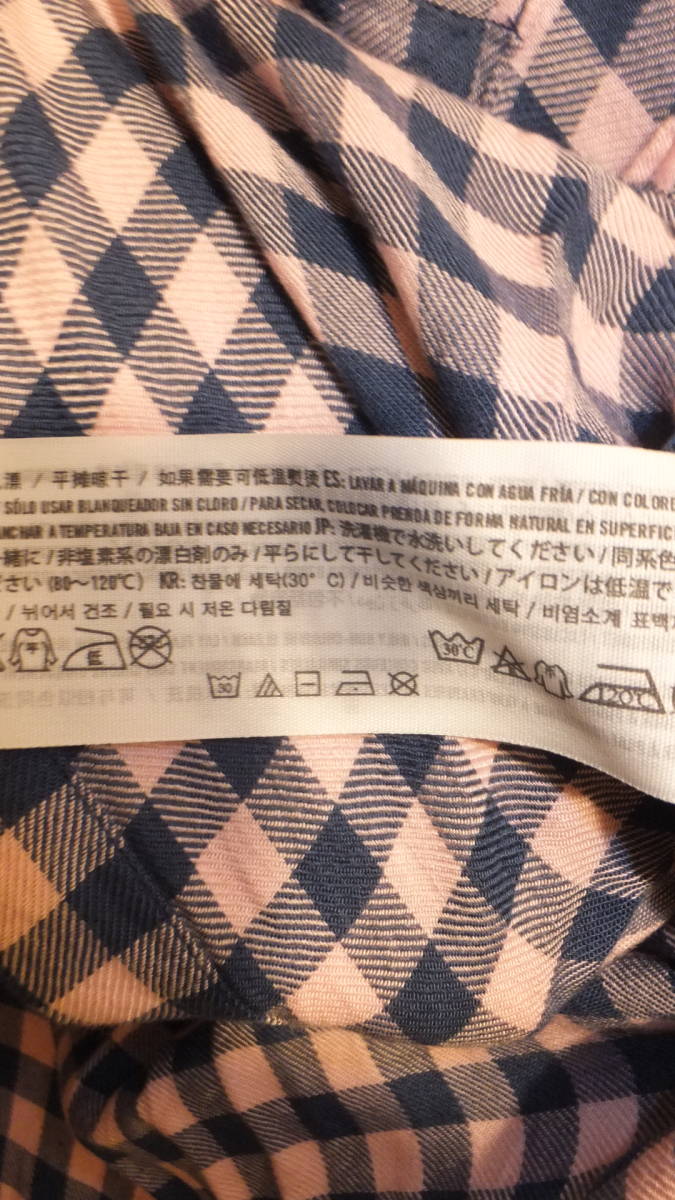 漂 / 平摊晾干 / 如果需要可低温熨烫 ES: LAVAR A MÁQUINA CON AGUA FRÍA / CON COLORE
SÓLO USAR BLANQUEADOR SIN CLORO / PARA SECAR, COLOCAR PRENDA DE FORMA NATURAL EN SUPERFIC
ANCHAR A TEMPERATURA BAJA EN CASO NECESARIO JP: 洗濯機で水洗いしてください / 同系色
一緒に / 非塩素系の漂白剤のみ / 平らにして干してください / アイロンは低温で
ださい (80～120℃) KR: 찬물에 세탁(30° C) / 비슷한 색상끼리 세탁 / 비염소계 표백
/ 뉘어서 건조 / 필요 시 저온 다림질
平 低 30℃ 120℃
30